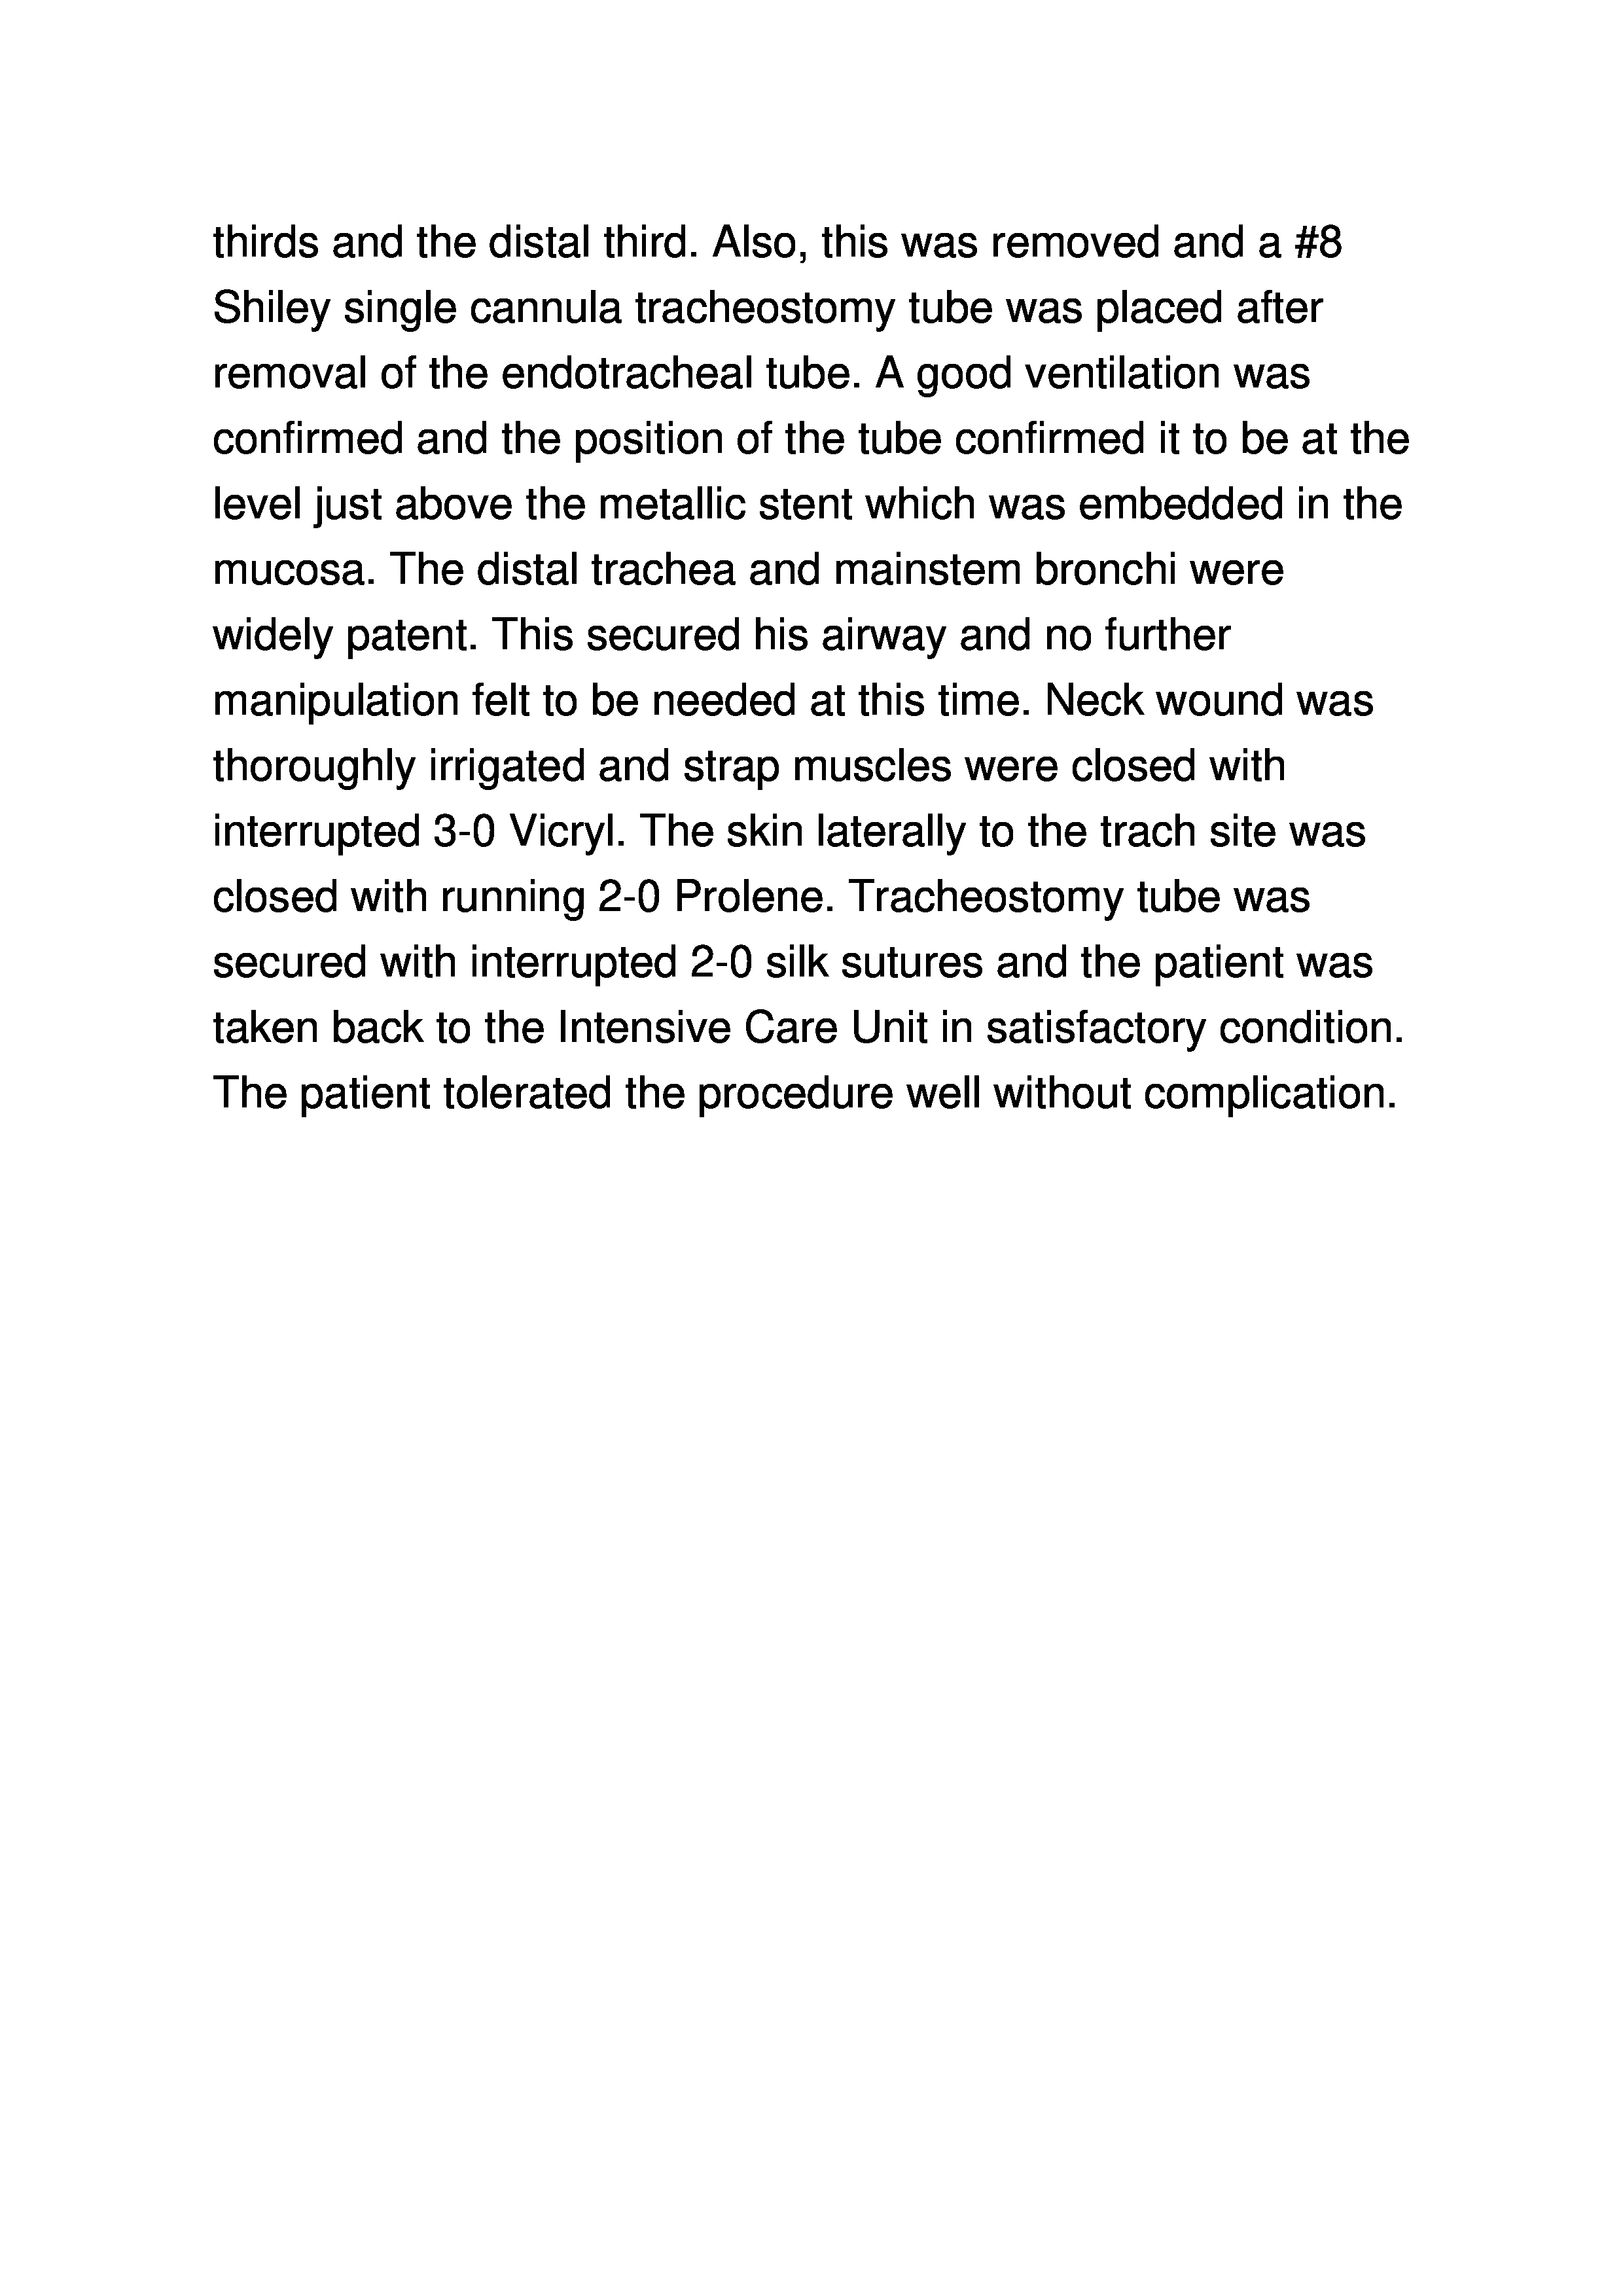 thirds and the distal third. Also, this was removed and a #8
Shiley single cannula tracheostomy tube was placed after
removal of the endotracheal tube. A good ventilation was
confirmed and the position of the tube confirmed it to be at the
level just above the metallic stent which was embedded in the
mucosa. The distal trachea and mainstem bronchi were
widely patent. This secured his airway and no further
manipulation felt to be needed at this time. Neck wound was
thoroughly irrigated and strap muscles were closed with
interrupted 3-0 Vicryl. The skin laterally to the trach site was
closed with running 2-0 Prolene. Tracheostomy tube was
secured with interrupted 2-0 silk sutures and the patient was
taken back to the Intensive Care Unit in satisfactory condition.
The patient tolerated the procedure well without complication.